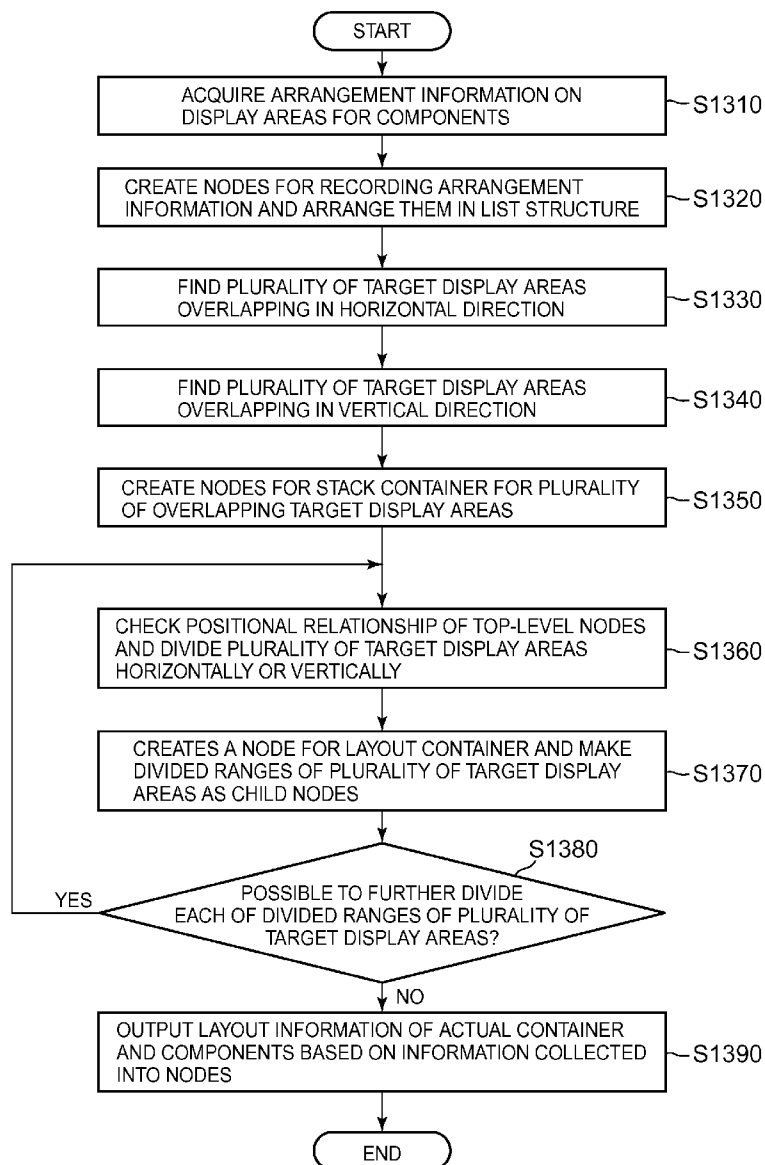 START
ACQUIRE ARRANGEMENT INFORMATION ON
DISPLAY AREAS FOR COMPONENTS
S1310
CREATE NODES FOR RECORDING ARRANGEMENT
INFORMATION AND ARRANGE THEM IN LIST STRUCTURE
S1320
FIND PLURALITY OF TARGET DISPLAY AREAS
OVERLAPPING IN HORIZONTAL DIRECTION
S1330
FIND PLURALITY OF TARGET DISPLAY AREAS
OVERLAPPING IN VERTICAL DIRECTION
S1340
CREATE NODES FOR STACK CONTAINER FOR PLURALITY
OF OVERLAPPING TARGET DISPLAY AREAS
S1350
CHECK POSITIONAL RELATIONSHIP OF TOP-LEVEL NODES
AND DIVIDE PLURALITY OF TARGET DISPLAY AREAS
HORIZONTALLY OR VERTICALLY
S1360
CREATES A NODE FOR LAYOUT CONTAINER AND MAKE
DIVIDED RANGES OF PLURALITY OF TARGET DISPLAY
AREAS AS CHILD NODES
S1370
S1380
POSSIBLE TO FURTHER DIVIDE
EACH OF DIVIDED RANGES OF PLURALITY OF
TARGET DISPLAY AREAS?
YES
NO
OUTPUT LAYOUT INFORMATION OF ACTUAL CONTAINER
AND COMPONENTS BASED ON INFORMATION COLLECTED
INTO NODES
S1390
END